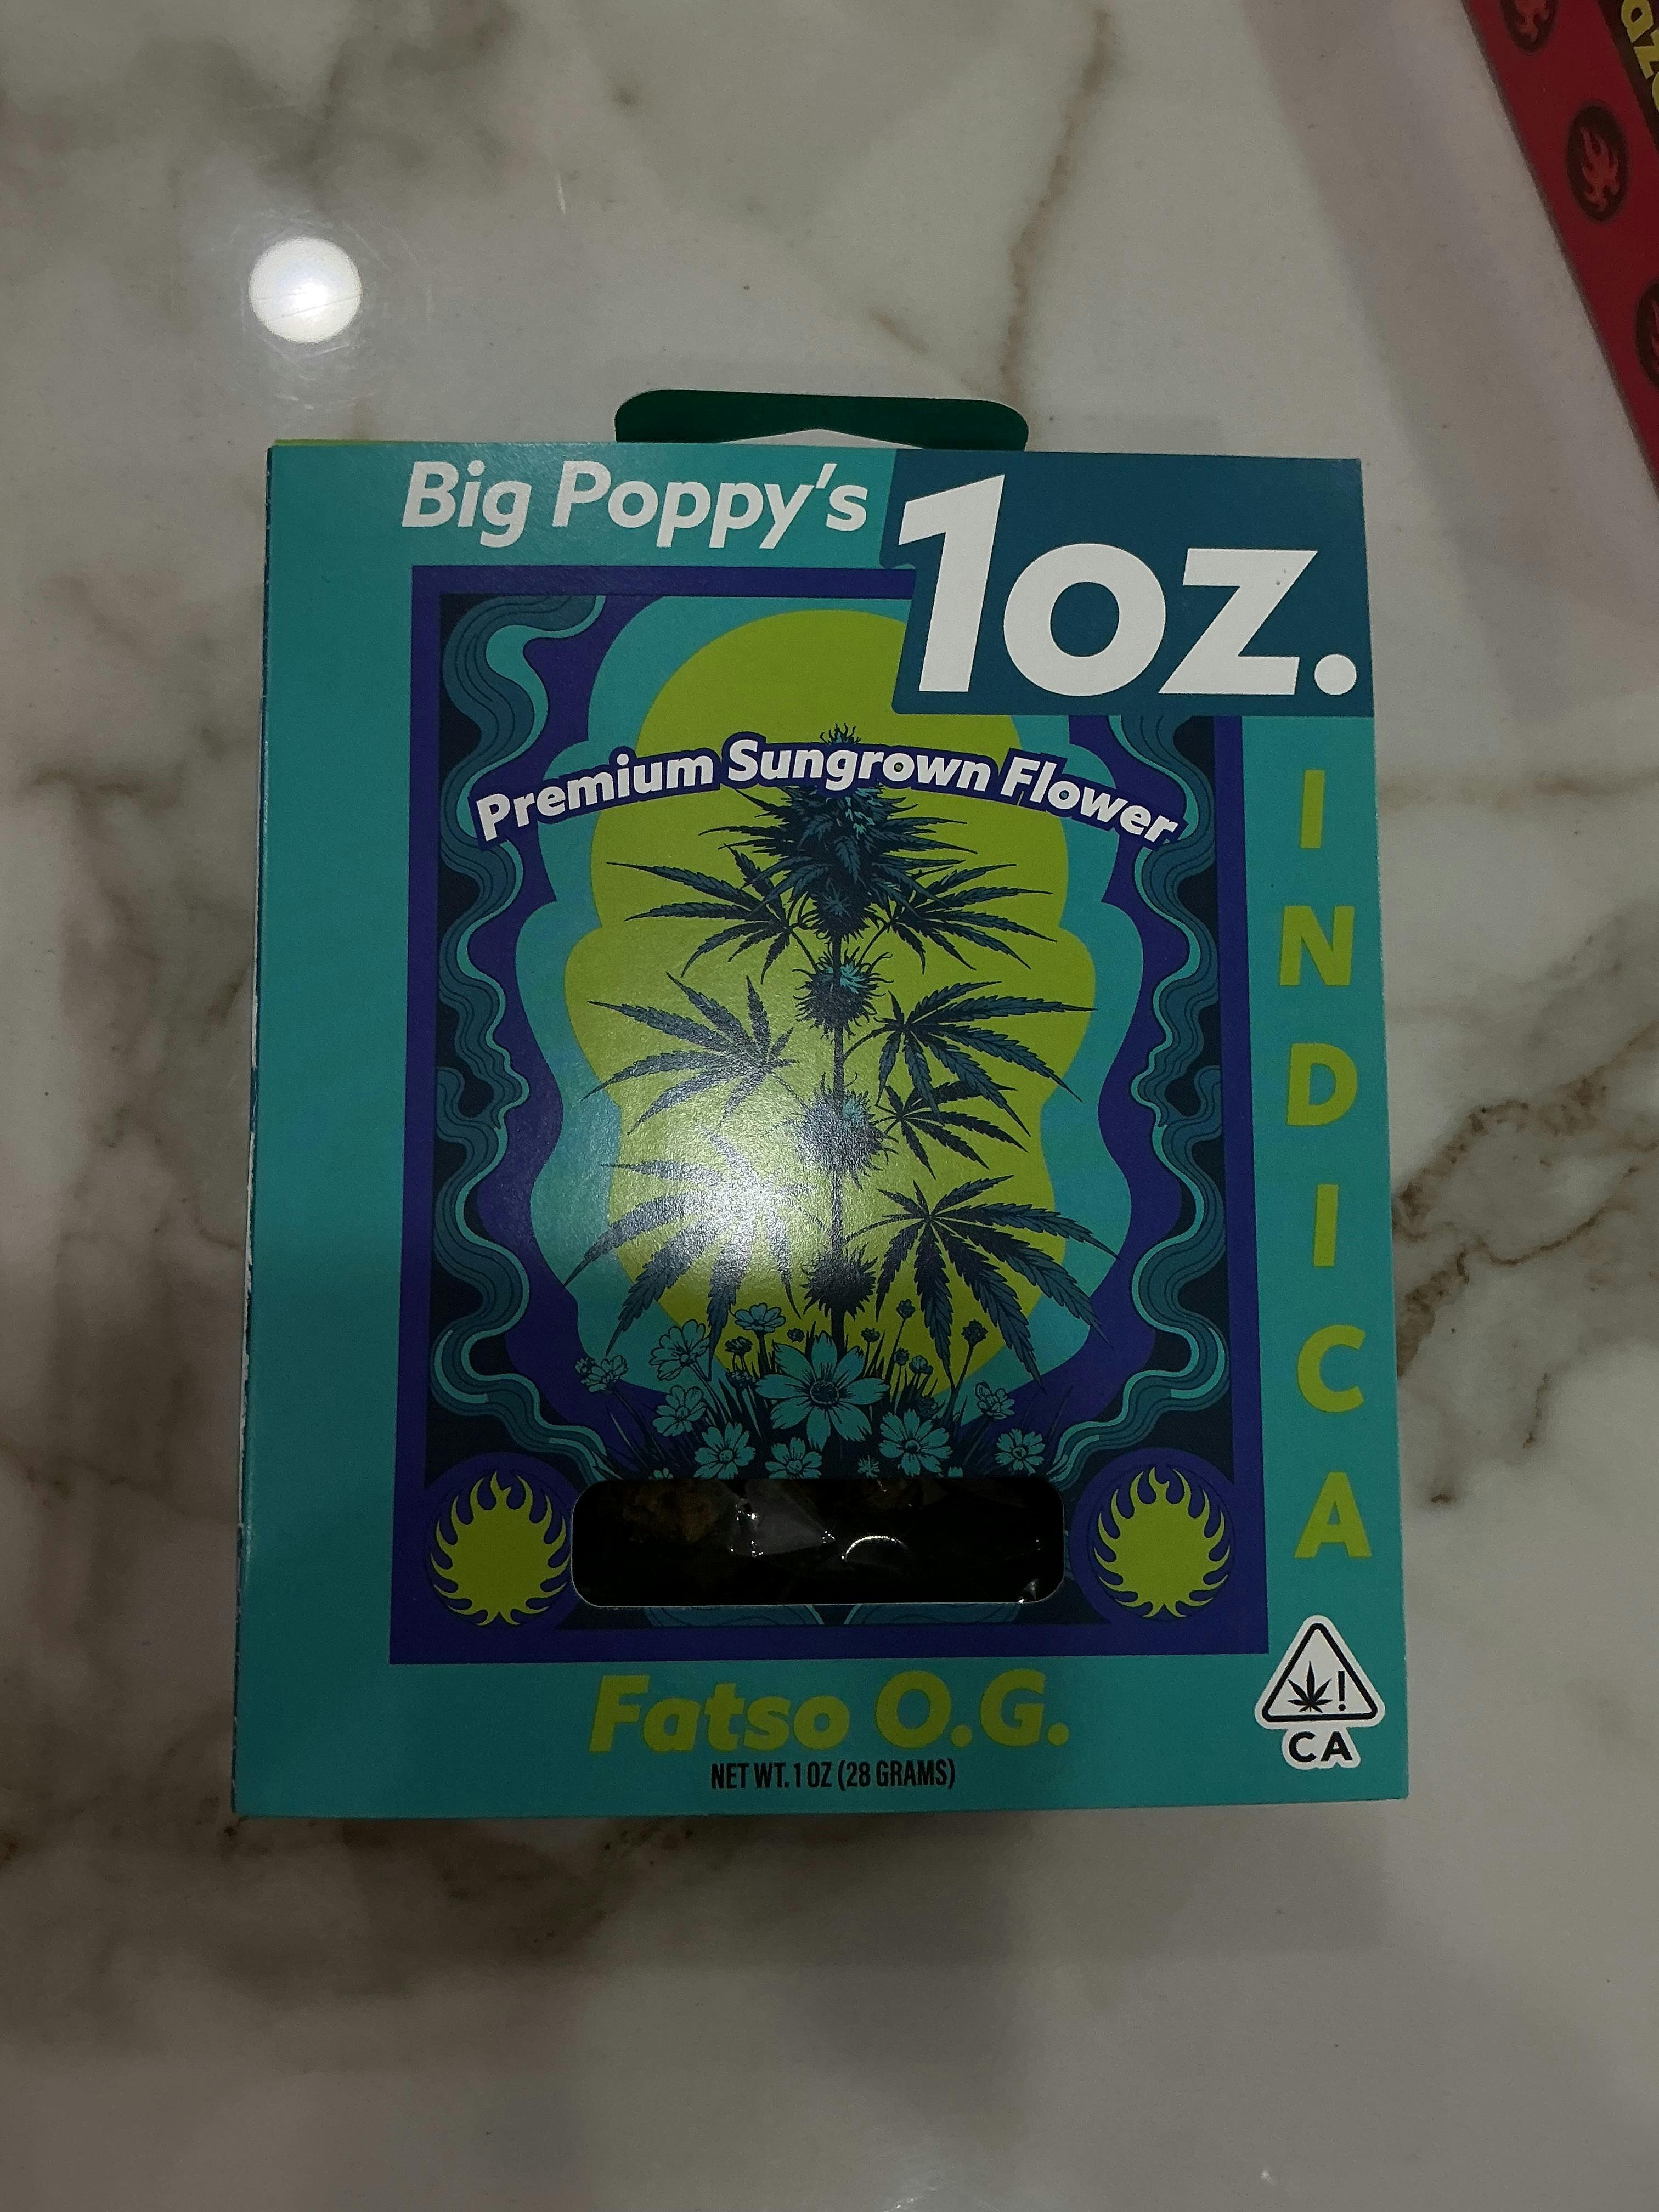 Big Poppy's
1oz.
Premium Sungrown Flower
INDICA
Fatso O.G.
NET WT. 1 OZ (28 GRAMS)
!
CA